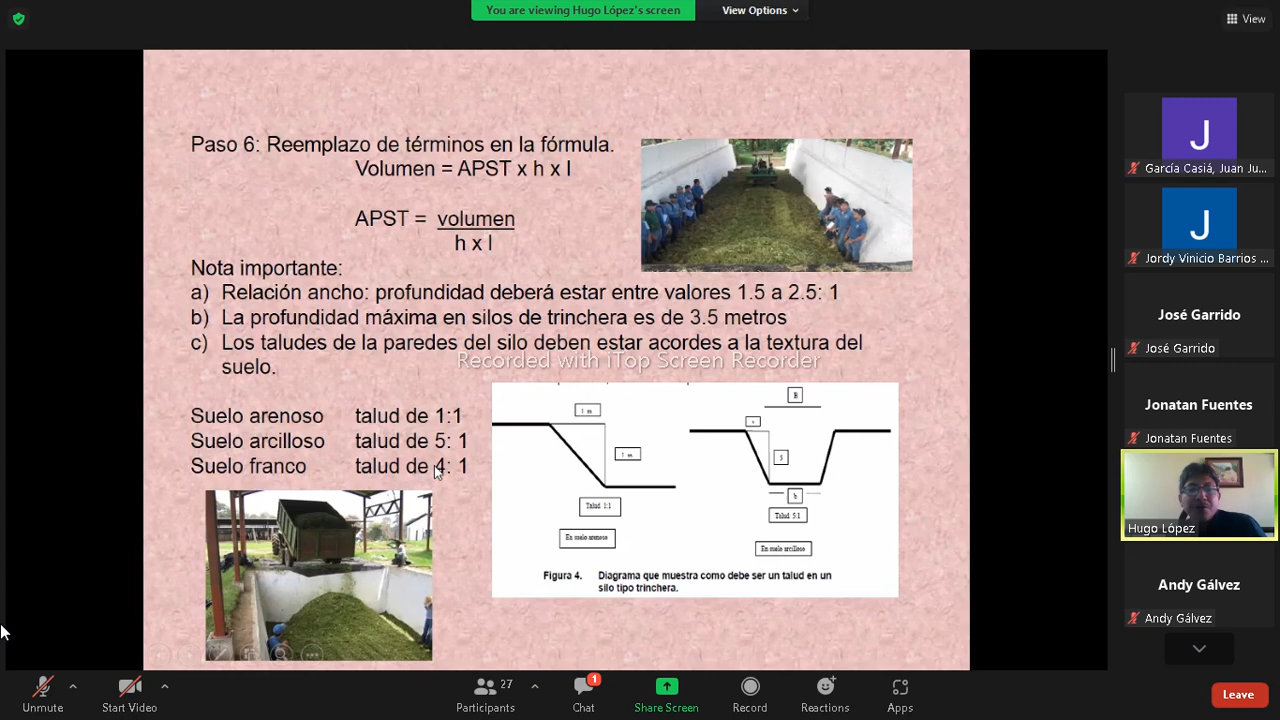 You are viewing Hugo López's screen
View Options
View
Paso 6: Reemplazo de términos en la fórmula.
Volumen = APST x h x l
APST = volumen
h x l
Nota importante:
a) Relación ancho: profundidad deberá estar entre valores 1.5 a 2.5: 1
b) La profundidad máxima en silos de trinchera es de 3.5 metros
c) Los taludes de la paredes del silo deben estar acordes a la textura del
suelo.
Recorded with iTop Screen Recorder
Suelo arenoso talud de 1:1
Suelo arcilloso talud de 5: 1
Suelo franco talud de 4: 1
1 m
1 m
Talud 1:1
En suelo arenoso
B
5
b
Talud 5:1
En suelo arcilloso
Figura 4. Diagrama que muestra como debe ser un talud en un
silo tipo trinchera.
J
García Casiá, Juan Ju...
J
Jordy Vinicio Barrios ...
José Garrido
José Garrido
Jonatan Fuentes
Jonatan Fuentes
Hugo López
Andy Gálvez
Andy Gálvez
Unmute
Start Video
27
Participants
1
Chat
Share Screen
Record
Reactions
Apps
Leave